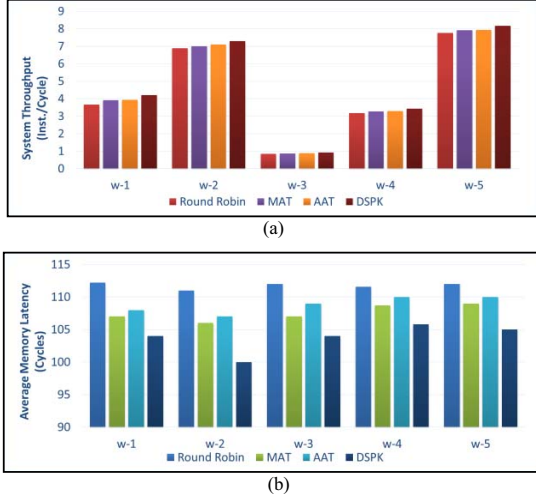 System Throughput
(Inst./Cycle)
9
8
7
6
5
4
3
2
1
0
w-1 w-2 w-3 w-4 w-5
Round Robin MAT AAT DSPK
(a)
Average Memory Latency
(Cycles)
115
110
105
100
95
90
w-1 w-2 w-3 w-4 w-5
Round Robin MAT AAT DSPK
(b)